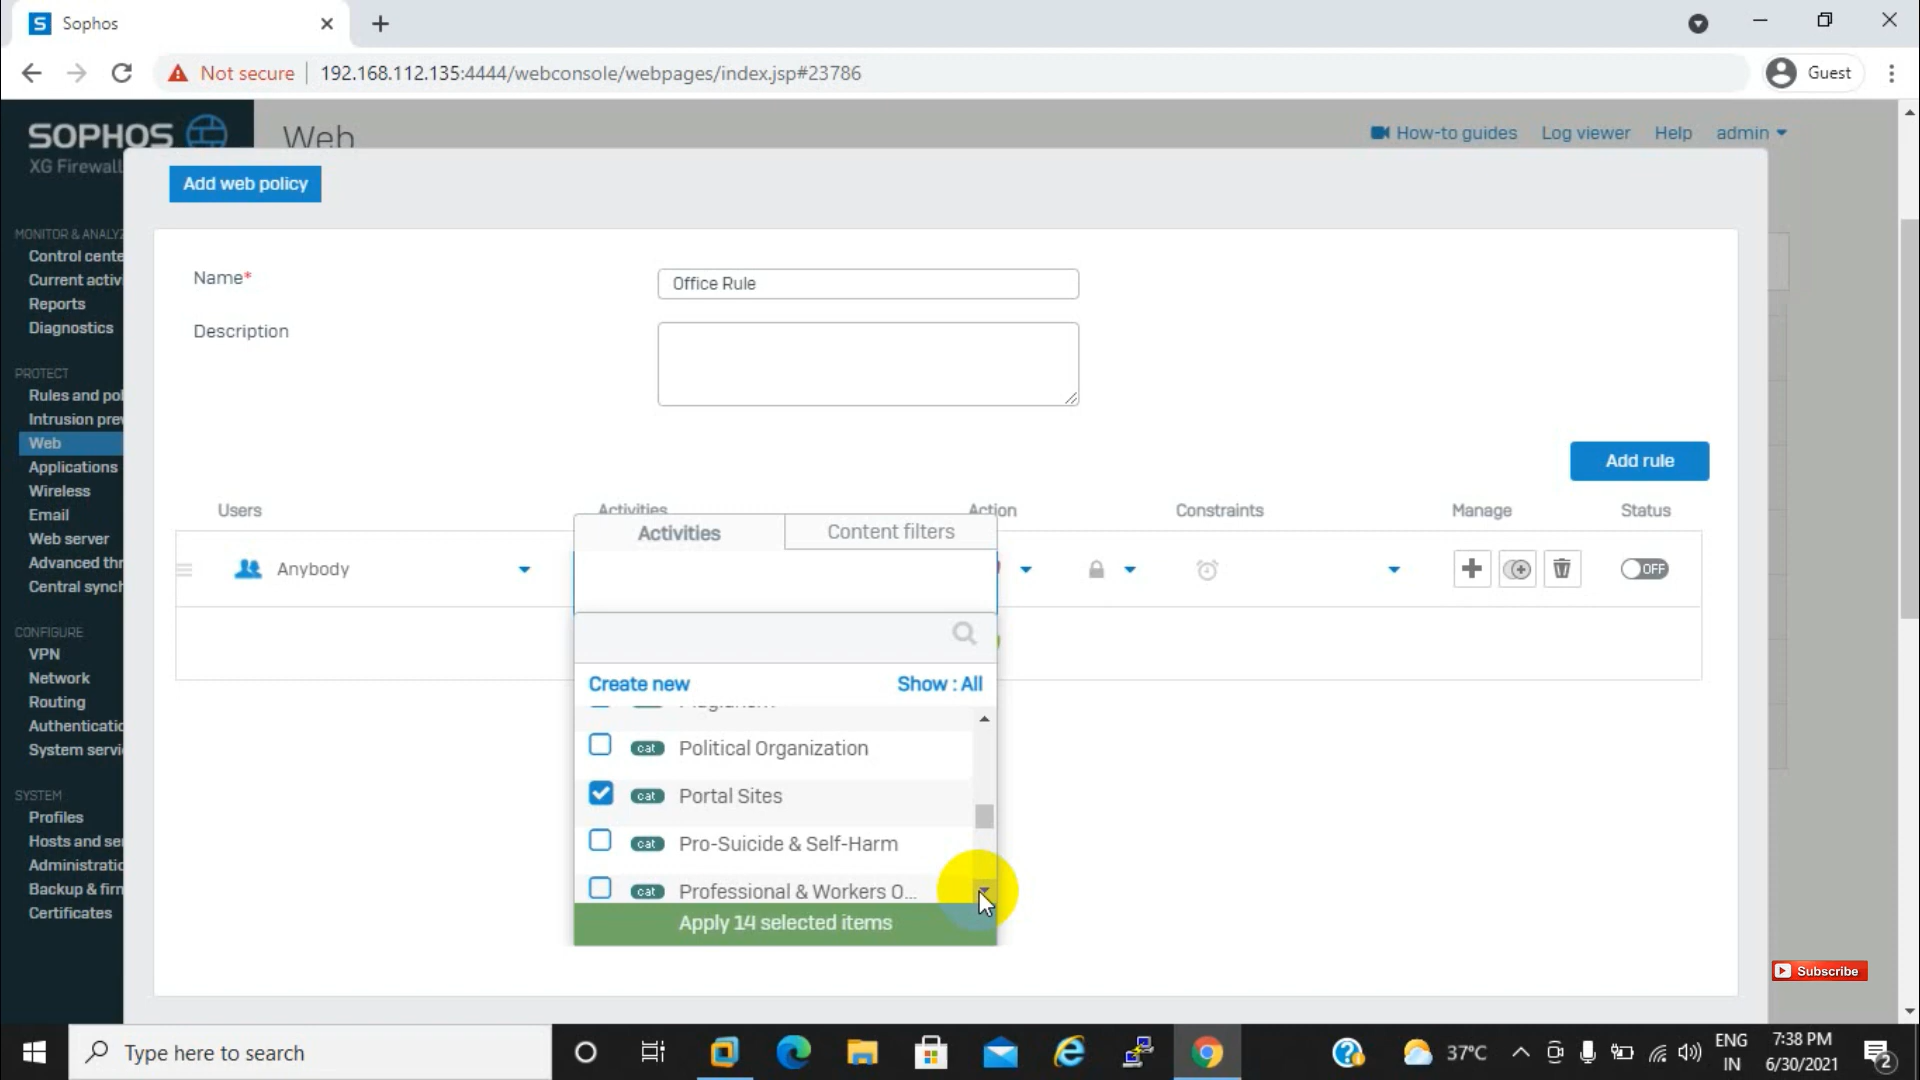 Sophos
Not secure
192.168.112.135:4444/webconsole/webpages/index.jsp#23786
Guest
SOPHOS
XG Firewall
Web
How-to guides
Log viewer
Help
admin
Add web policy
MONITOR & ANALYZ
Control cente
Current activ
Reports
Diagnostics
PROTECT
Rules and pol
Intrusion prev
Web
Applications
Wireless
Email
Web server
Advanced thr
Central synch
CONFIGURE
VPN
Network
Routing
Authenticatic
System servi
SYSTEM
Profiles
Hosts and ser
Administratic
Backup & firn
Certificates
Name*
Office Rule
Description
Add rule
Users
Activities
Action
Constraints
Manage
Status
Activities
Content filters
Anybody
OFF
Create new
Show : All
cat Political Organization
cat Portal Sites
cat Pro-Suicide & Self-Harm
cat Professional & Workers O...
Apply 14 selected items
Subscribe
Type here to search
37°C
ENG
IN
7:38 PM
6/30/2021
2